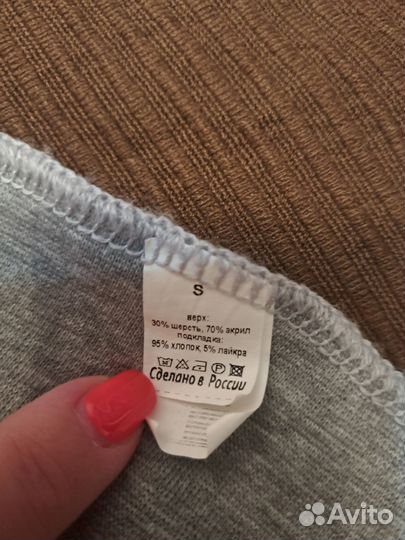 S
верх:
30% шерсть, 70% акрил
подкладка:
95% хлопок, 5% лайкра
Сделано в России
Avito